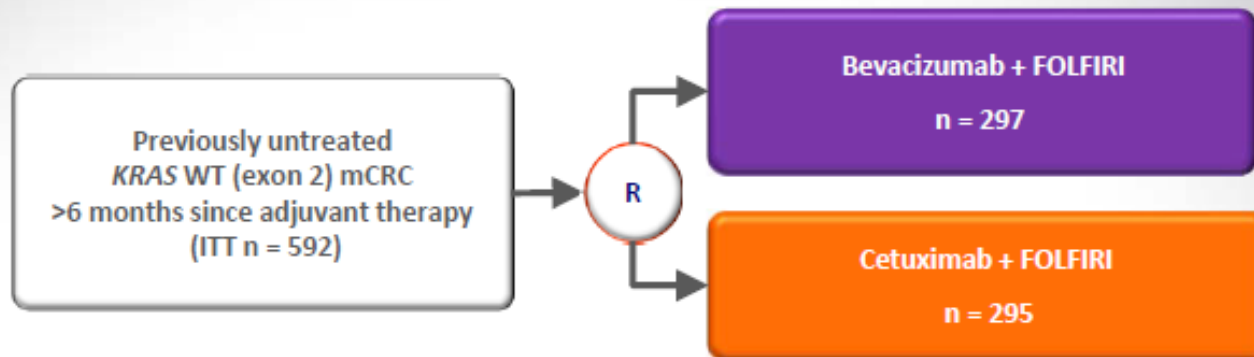 Previously untreated
KRAS WT (exon 2) mCRC
>6 months since adjuvant therapy
(ITT n = 592)
R
Bevacizumab + FOLFIRI
n = 297
Cetuximab + FOLFIRI
n = 295